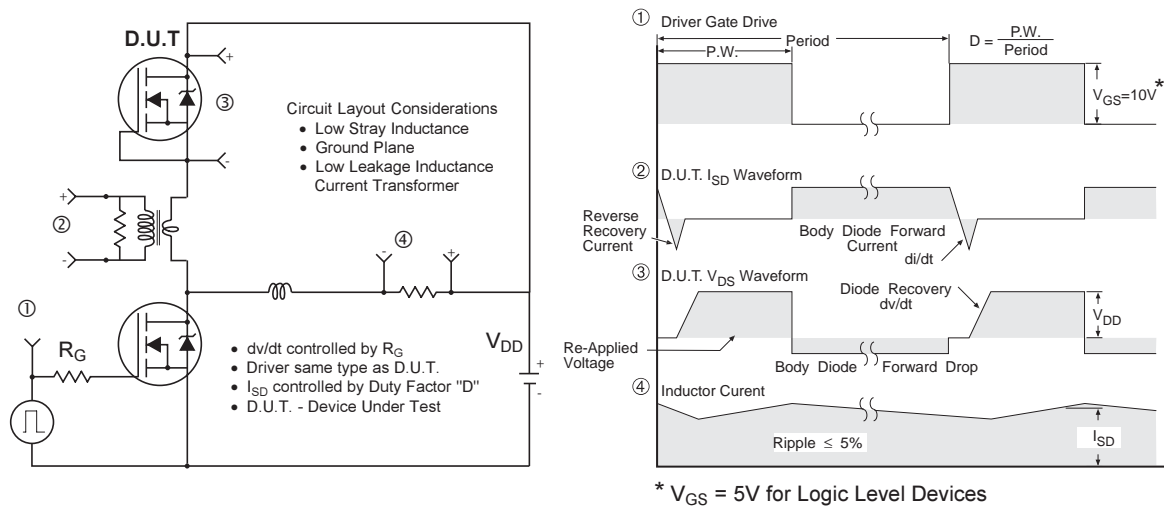 D.U.T
+
③
-
Circuit Layout Considerations
• Low Stray Inductance
• Ground Plane
• Low Leakage Inductance
Current Transformer
+
②
-
④
-
+
①
R_G
V_DD
+
-
• dv/dt controlled by R_G
• Driver same type as D.U.T.
• I_SD controlled by Duty Factor "D"
• D.U.T. - Device Under Test
① Driver Gate Drive
P.W.
Period
D = P.W.
Period
V_GS=10V *
② D.U.T. I_SD Waveform
Reverse
Recovery
Current
Body Diode Forward
Current
di/dt
③ D.U.T. V_DS Waveform
Diode Recovery
dv/dt
V_DD
Re-Applied
Voltage
Body Diode Forward Drop
④ Inductor Curent
Ripple ≤ 5%
I_SD
* V_GS = 5V for Logic Level Devices